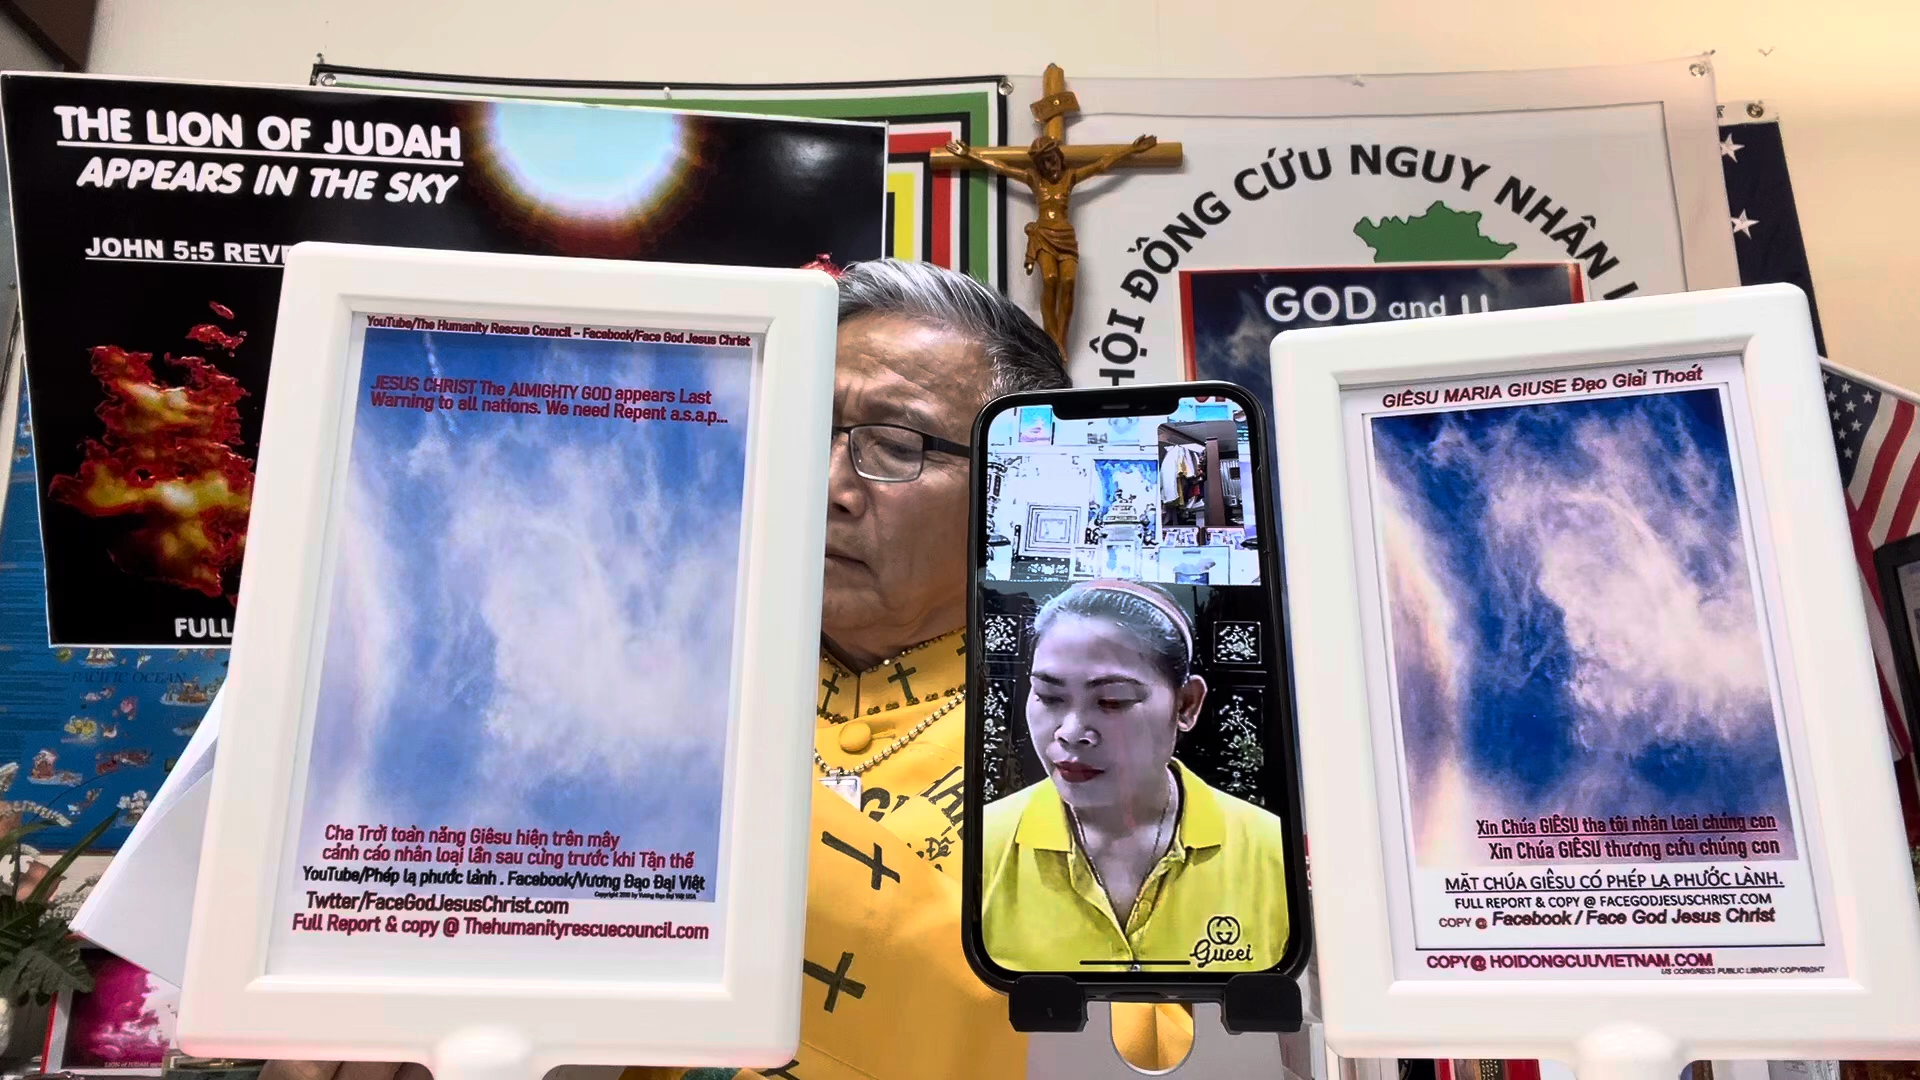 THE LION OF JUDAH
APPEARS IN THE SKY
JOHN 5:5
FULL
PACIFIC OCEAN
YouTube/The Humanity Rescue Council - Facebook/Face God Jesus Christ
JESUS CHRIST The ALMIGHTY GOD appears Last
Warning to all nations. We need Repent a.s.a.p...
Cha Trời toàn năng Giêsu hiện trên mây
cảnh cáo nhân loại lần sau cùng trước khi Tận thế
YouTube/Phép lạ phước lành . Facebook/Vương Đạo Đại Việt
Twtter/FaceGodJesusChrist.com
Full Report & copy @ Thehumanityrescuecouncil.com
HỘI ĐỒNG CỨU NGUY NHÂN
GOD and
Gucci
GIÊSU MARIA GIUSE Đạo Giải Thoát
Xin Chúa GIÊSU tha tội nhân loại chúng con
Xin Chúa GIÊSU thương cứu chúng con
MẶT CHÚA GIÊSU CÓ PHÉP LẠ PHƯỚC LÀNH.
FULL REPORT & COPY @ FACEGODJESUSCHRIST.COM
COPY @ Facebook / Face God Jesus Christ
COPY@ HOIDONGCUUVIETNAM.COM
US CONGRESS PUBLIC LIBRARY COPYRIGHT